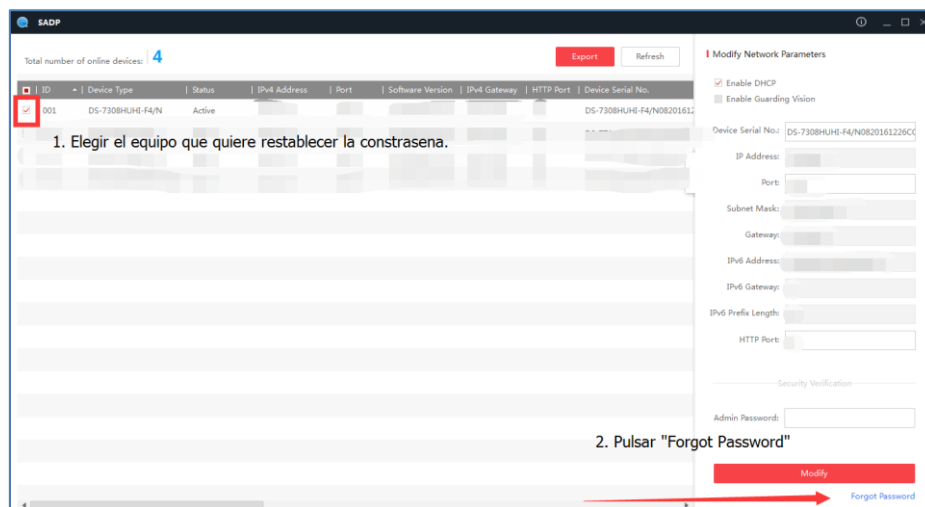 SADP
Total number of online devices: 4
Export
Refresh
ID | Device Type | Status | IPv4 Address | Port | Software Version | IPv4 Gateway | HTTP Port | Device Serial No.
001 DS-7308HUHI-F4/N Active DS-7308HUHI-F4/N08201612
1. Elegir el equipo que quiere restablecer la constrasena.
Modify Network Parameters
Enable DHCP
Enable Guarding Vision
Device Serial No.: DS-7308HUHI-F4/N0820161226CC
IP Address:
Port:
Subnet Mask:
Gateway:
IPv6 Address:
IPv6 Gateway:
IPv6 Prefix Length:
HTTP Port:
Security Verification
Admin Password:
2. Pulsar "Forgot Password"
Modify
Forgot Password